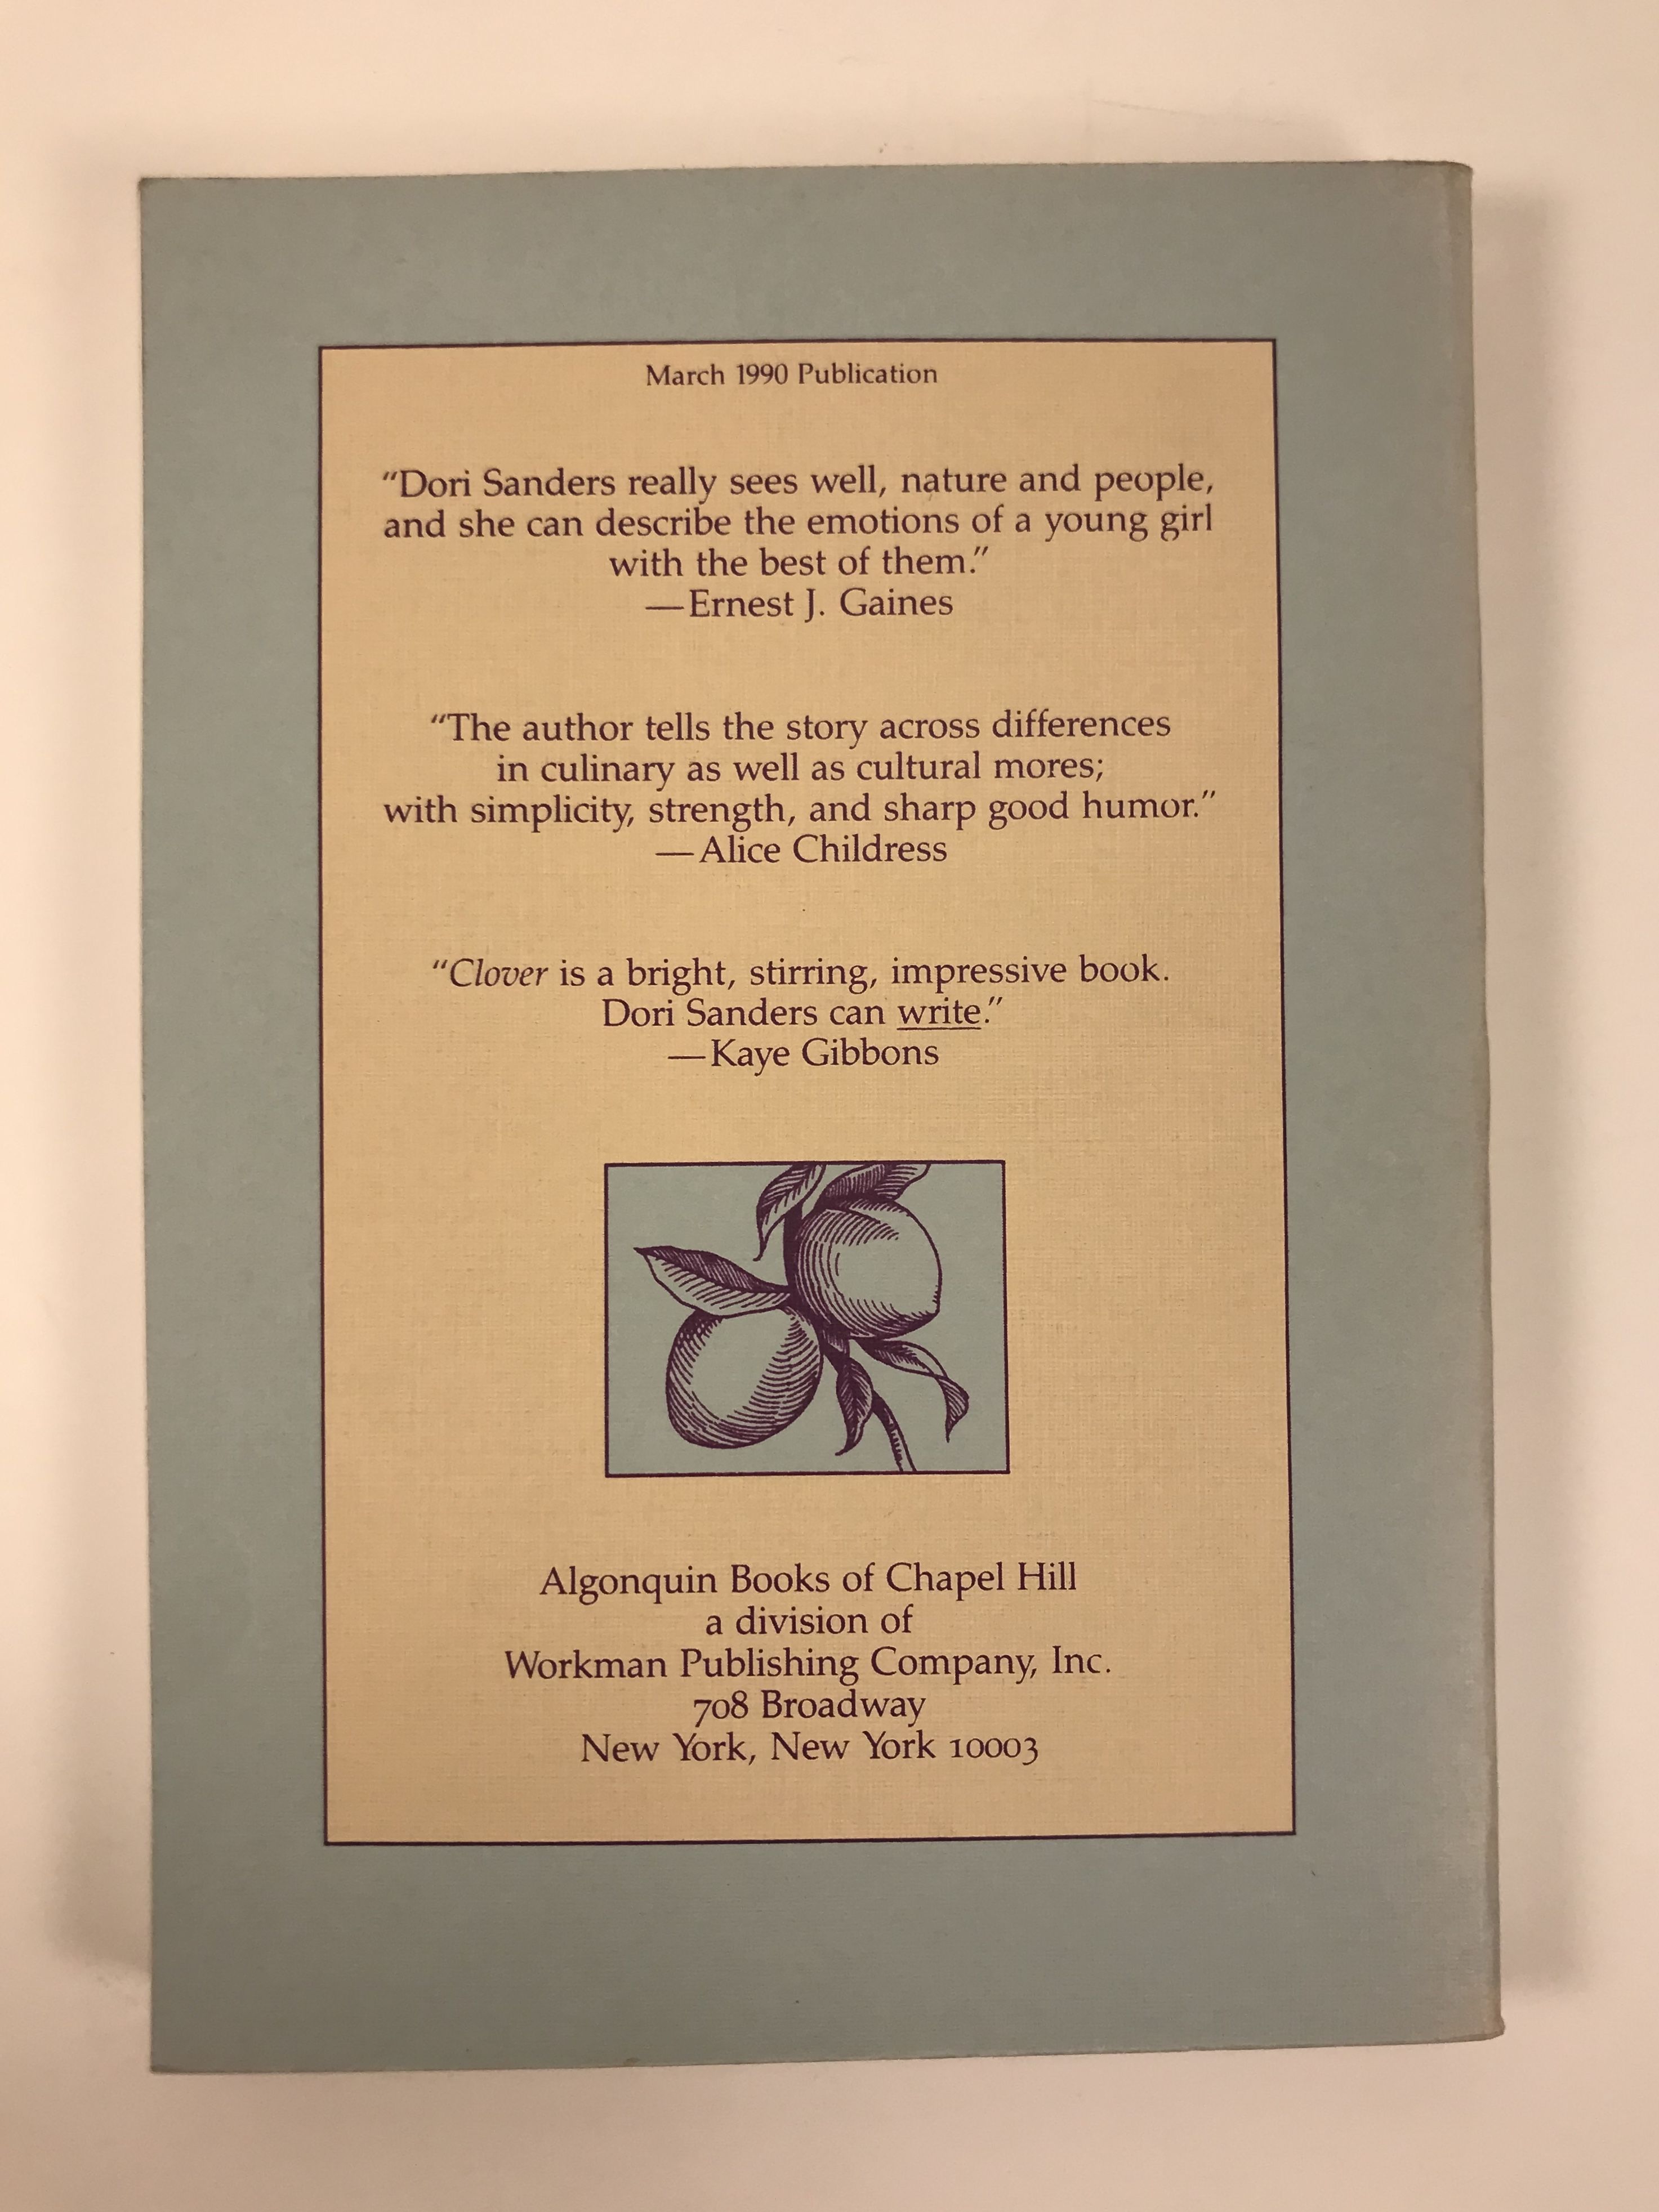 March 1990 Publication
“Dori Sanders really sees well, nature and people,
and she can describe the emotions of a young girl
with the best of them.”
—Ernest J. Gaines
“The author tells the story across differences
in culinary as well as cultural mores;
with simplicity, strength, and sharp good humor.”
—Alice Childress
“Clover is a bright, stirring, impressive book.
Dori Sanders can write.”
—Kaye Gibbons
Algonquin Books of Chapel Hill
a division of
Workman Publishing Company, Inc.
708 Broadway
New York, New York 10003